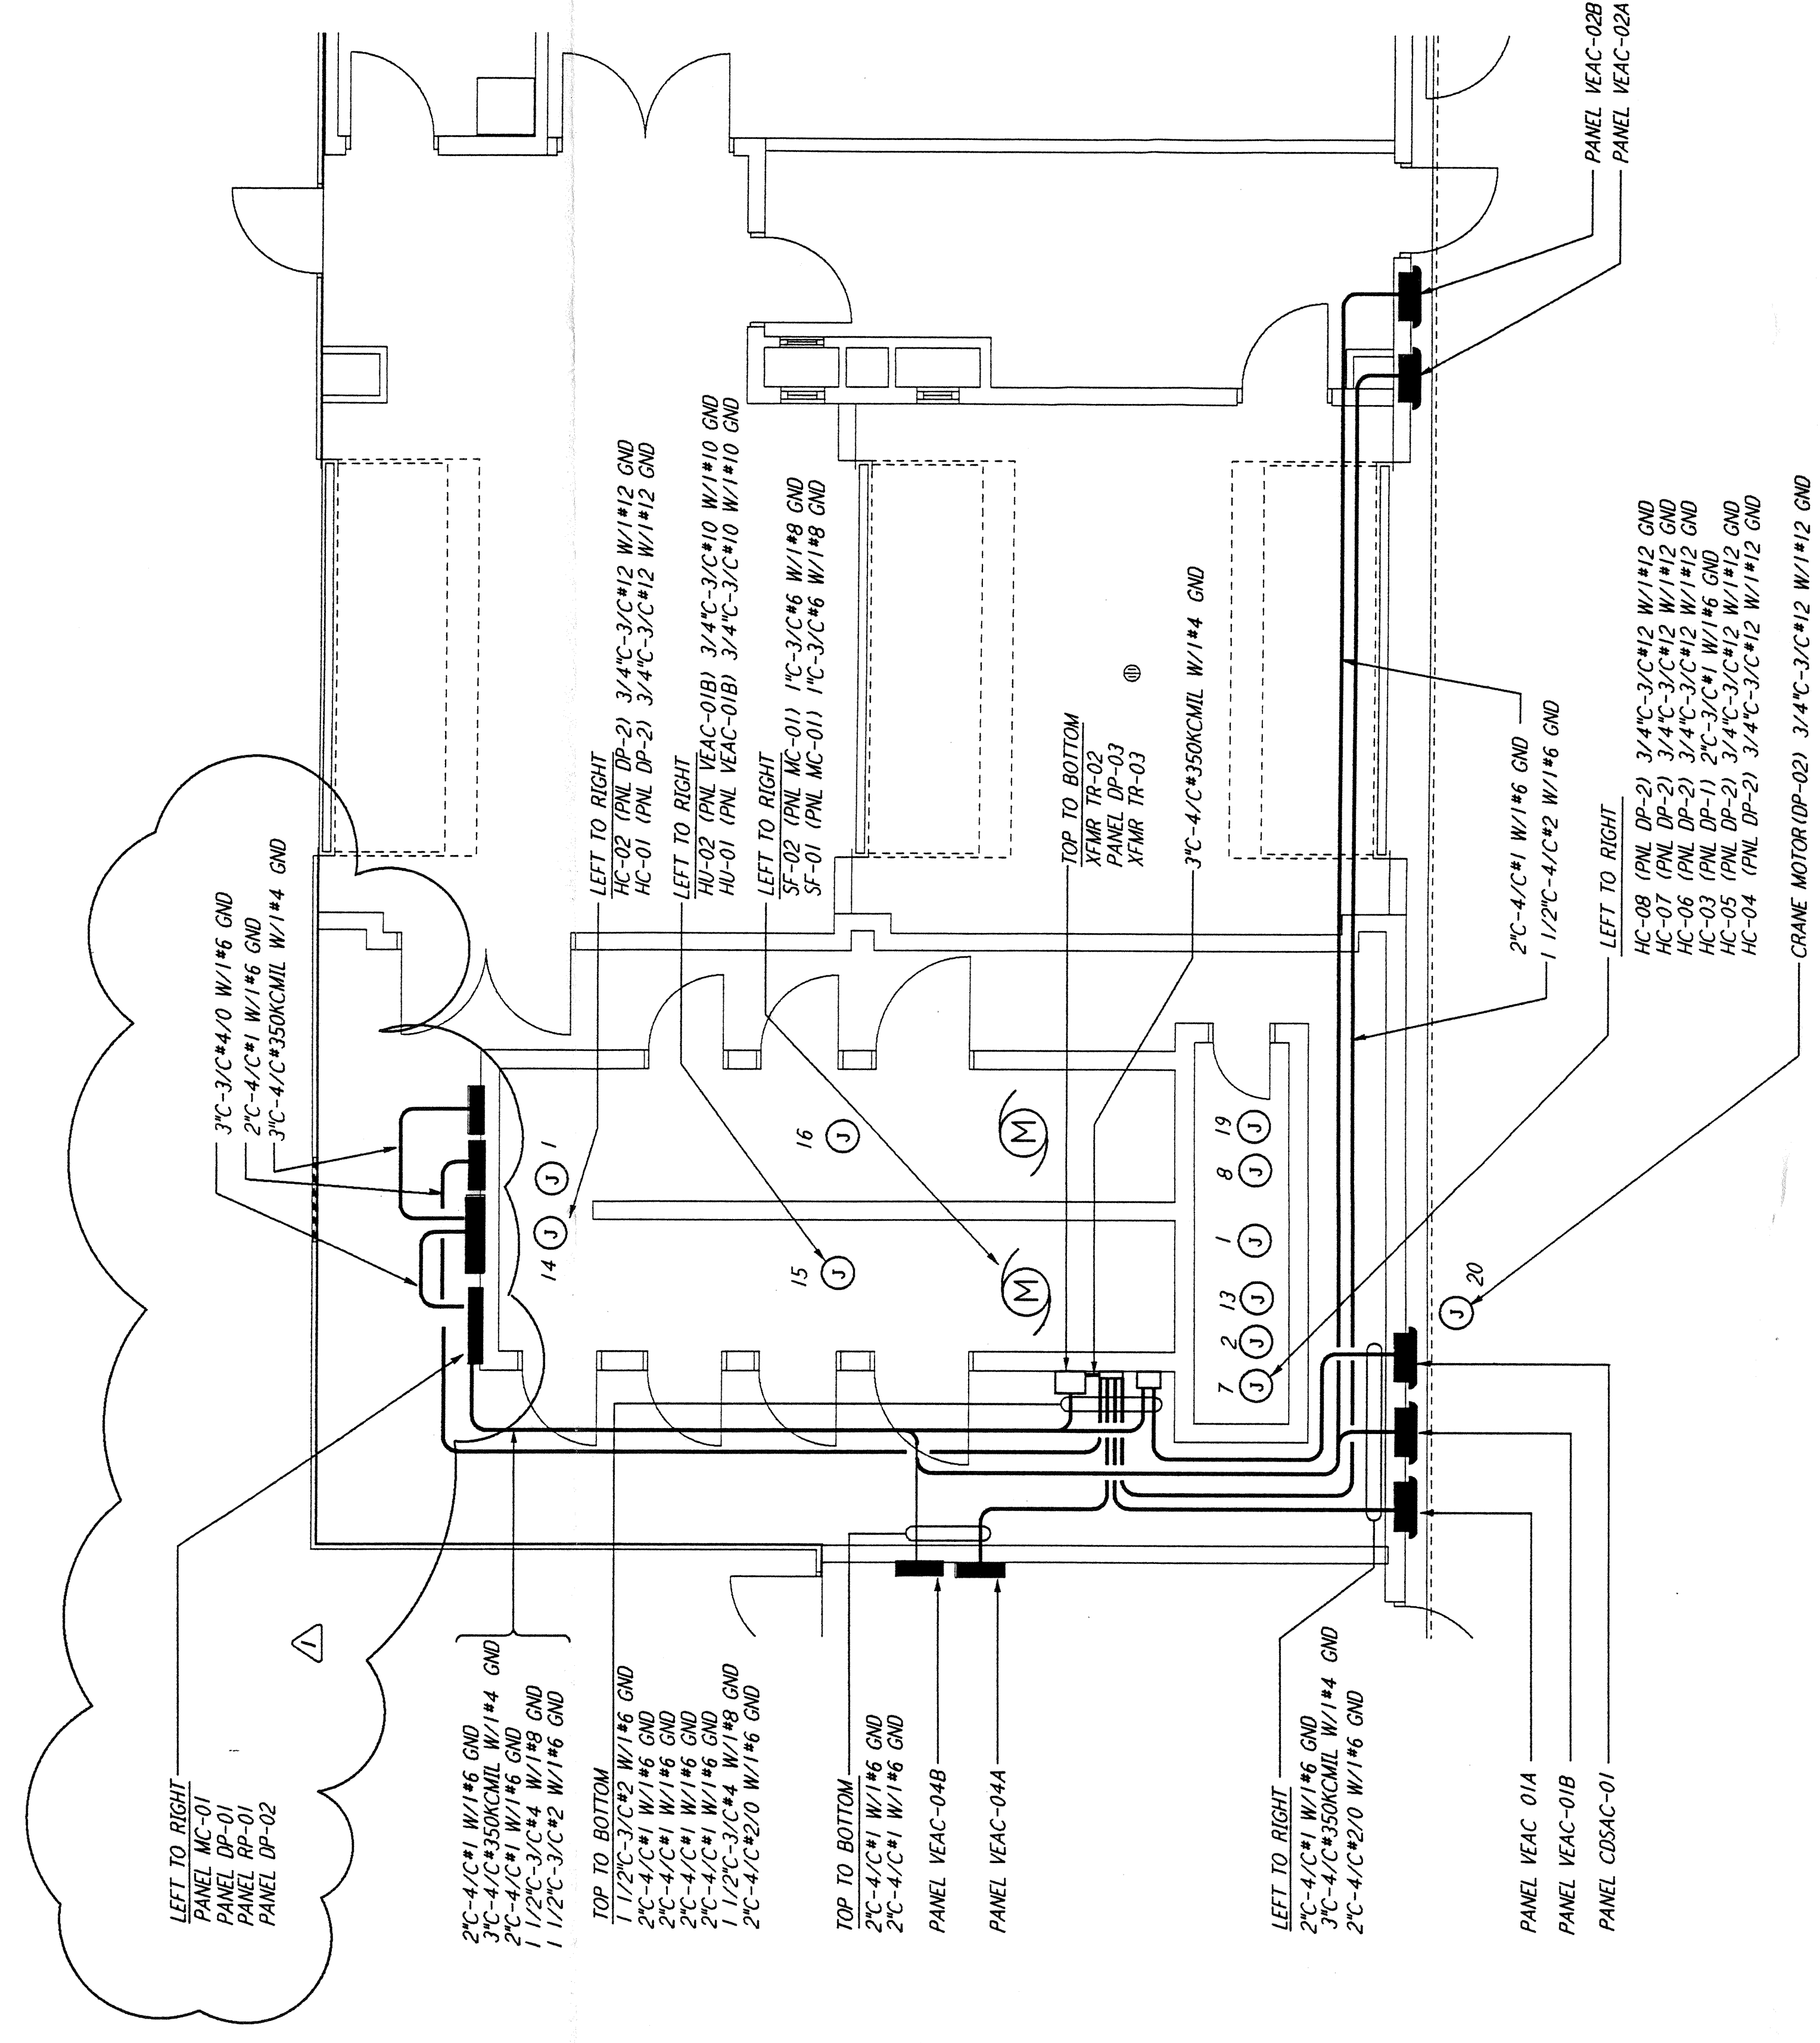 LEFT TO RIGHT
PANEL MC-01
PANEL DP-01
PANEL RP-01
PANEL DP-02
1
3"C-3/C#4/0 W/1#6 GND
2"C-4/C#1 W/1#6 GND
3"C-4/C#350KCMIL W/1#4 GND
2"C-4/C#1 W/1#6 GND
3"C-4/C#350KCMIL W/1#4 GND
2"C-4/C#1 W/1#6 GND
1 1/2"C-3/C#4 W/1#8 GND
1 1/2"C-3/C#2 W/1#6 GND
TOP TO BOTTOM
1 1/2"C-3/C#2 W/1#6 GND
2"C-4/C#1 W/1#6 GND
2"C-4/C#1 W/1#6 GND
2"C-4/C#1 W/1#6 GND
2"C-4/C#1 W/1#6 GND
1 1/2"C-3/C#4 W/1#8 GND
2"C-4/C#2/0 W/1#6 GND
TOP TO BOTTOM
2"C-4/C#1 W/1#6 GND
2"C-4/C#1 W/1#6 GND
PANEL VEAC-04B
PANEL VEAC-04A
LEFT TO RIGHT
2"C-4/C#1 W/1#6 GND
3"C-4/C#350KCMIL W/1#4 GND
2"C-4/C#2/0 W/1#6 GND
PANEL VEAC 01A
PANEL VEAC-01B
PANEL CDSAC-01
14 J
J 1
15
J
16
J
M
M
7
J
2
J
13
J
1
J
8
J
19
J
20
J
LEFT TO RIGHT
HC-02 (PNL DP-2) 3/4"C-3/C#12 W/1#12 GND
HC-01 (PNL DP-2) 3/4"C-3/C#12 W/1#12 GND
LEFT TO RIGHT
HU-02 (PNL VEAC-01B) 3/4"C-3/C#10 W/1#10 GND
HU-01 (PNL VEAC-01B) 3/4"C-3/C#10 W/1#10 GND
LEFT TO RIGHT
SF-02 (PNL MC-01) 1"C-3/C#6 W/1#8 GND
SF-01 (PNL MC-01) 1"C-3/C#6 W/1#8 GND
TOP TO BOTTOM
XFMR TR-02
PANEL DP-03
XFMR TR-03
3"C-4/C#350KCMIL W/1#4 GND
2"C-4/C#1 W/1#6 GND
1 1/2"C-4/C#2 W/1#6 GND
LEFT TO RIGHT
HC-08 (PNL DP-2) 3/4"C-3/C#12 W/1#12 GND
HC-07 (PNL DP-2) 3/4"C-3/C#12 W/1#12 GND
HC-06 (PNL DP-2) 3/4"C-3/C#12 W/1#12 GND
HC-03 (PNL DP-1) 2"C-3/C#1 W/1#6 GND
HC-05 (PNL DP-2) 3/4"C-3/C#12 W/1#12 GND
HC-04 (PNL DP-2) 3/4"C-3/C#12 W/1#12 GND
CRANE MOTOR(DP-02) 3/4"C-3/C#12 W/1#12 GND
PANEL VEAC-02B
PANEL VEAC-02A